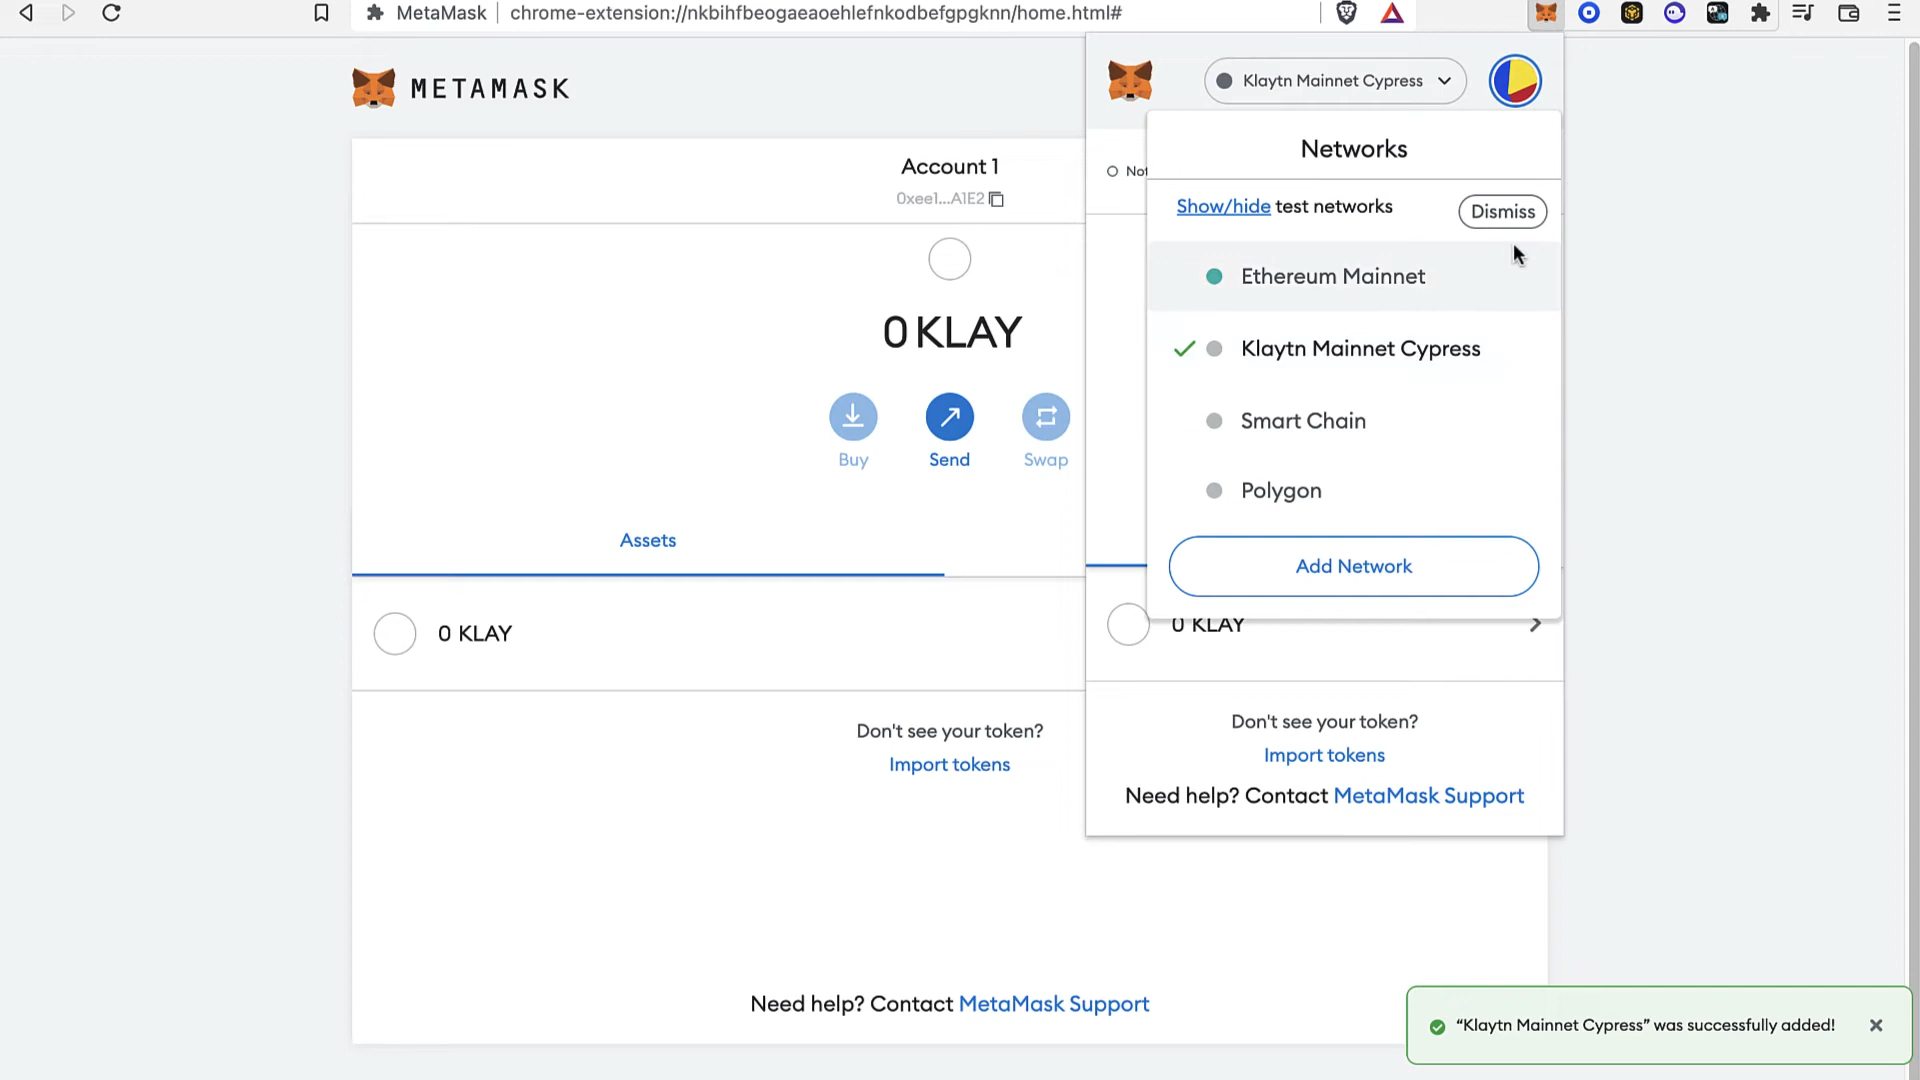 MetaMask
chrome-extension://nkbihfbeogaeaoehlefnkodbefgpgknn/home.html#
METAMASK
Account 1
0xee1...A1E2
0 KLAY
Buy
Send
Swap
Assets
0 KLAY
Don't see your token?
Import tokens
Need help? Contact MetaMask Support
Klaytn Mainnet Cypress
Not
Networks
Show/hide test networks
Dismiss
Ethereum Mainnet
Klaytn Mainnet Cypress
Smart Chain
Polygon
Add Network
0 KLAY
Don't see your token?
Import tokens
Need help? Contact MetaMask Support
“Klaytn Mainnet Cypress” was successfully added!